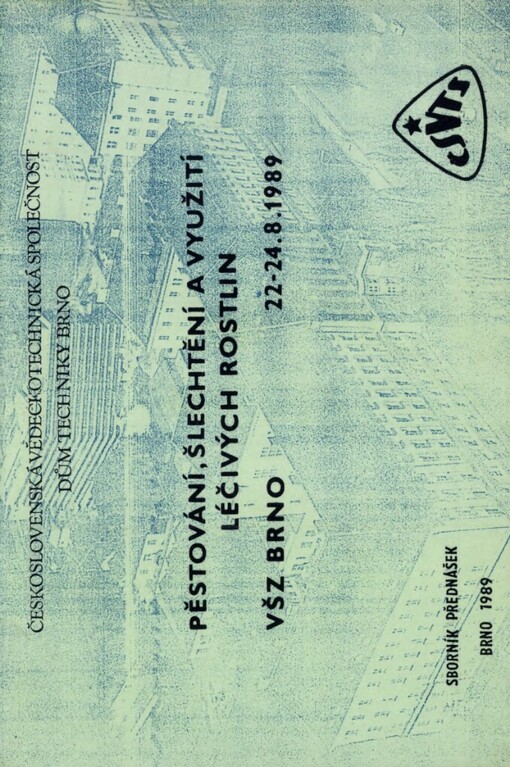 ČESKOSLOVENSKÁ VĚDECKOTECHNICKÁ SPOLEČNOST
DŮM TECHNIKY BRNO
ČSVTS
PĚSTOVÁNÍ, ŠLECHTĚNÍ A VYUŽITÍ
LÉČIVÝCH ROSTLIN
VŠZ BRNO 22-24.8.1989
SBORNÍK PŘEDNÁŠEK
BRNO 1989